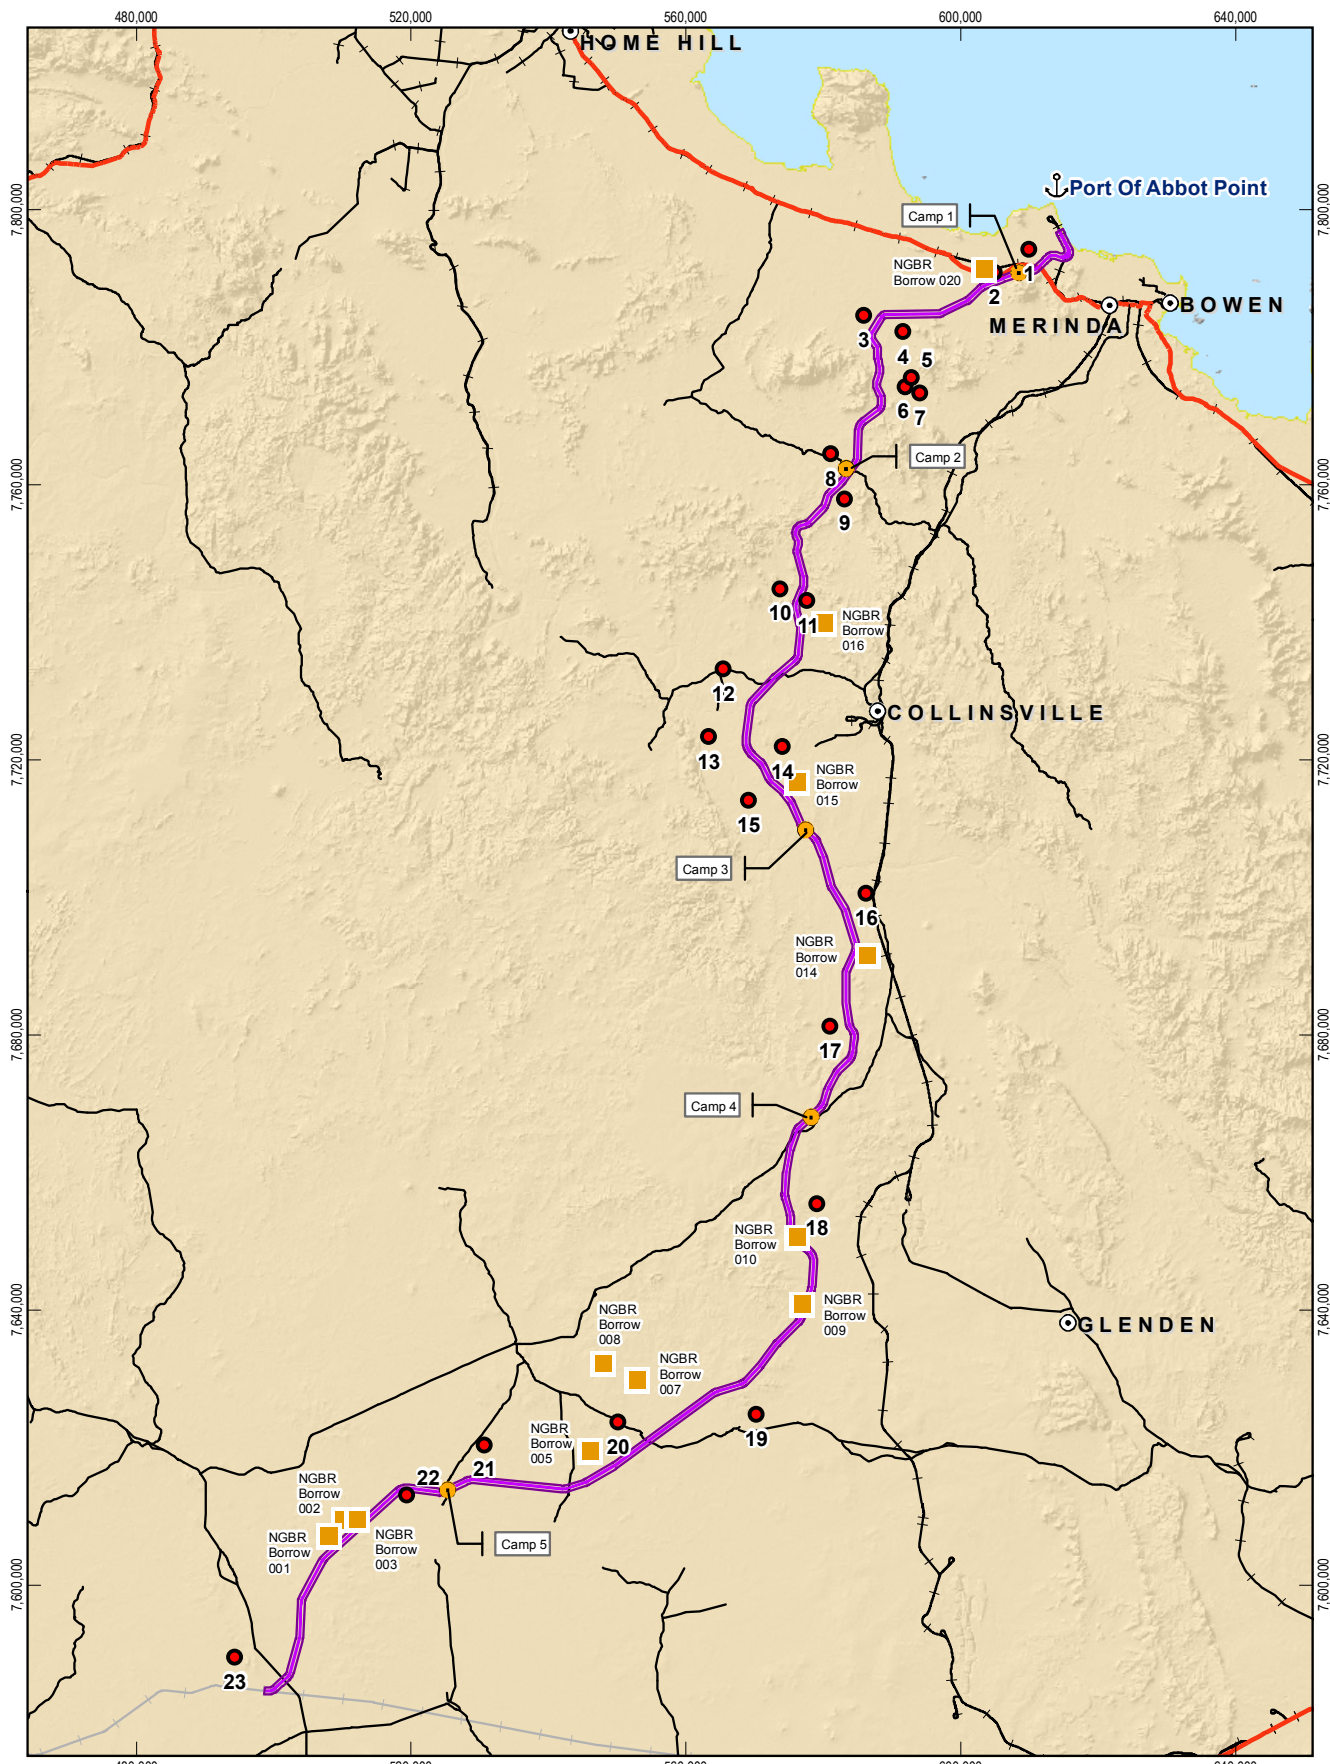 480,000
520,000
560,000
600,000
640,000
HOME HILL
7,800,000
7,800,000
Port Of Abbot Point
Camp 1
NGBR
Borrow 020
1
2
BOWEN
MERINDA
3
4
5
6
7
Camp 2
8
7,760,000
7,760,000
9
10
11
NGBR
Borrow
016
12
COLLINSVILLE
13
14
NGBR
Borrow
015
7,720,000
7,720,000
15
Camp 3
16
NGBR
Borrow
014
7,680,000
7,680,000
17
Camp 4
18
NGBR
Borrow
010
NGBR
Borrow
009
7,640,000
7,640,000
GLENDEN
NGBR
Borrow
008
NGBR
Borrow
007
19
20
NGBR
Borrow
005
21
22
NGBR
Borrow
002
NGBR
Borrow
001
NGBR
Borrow
003
Camp 5
7,600,000
7,600,000
23